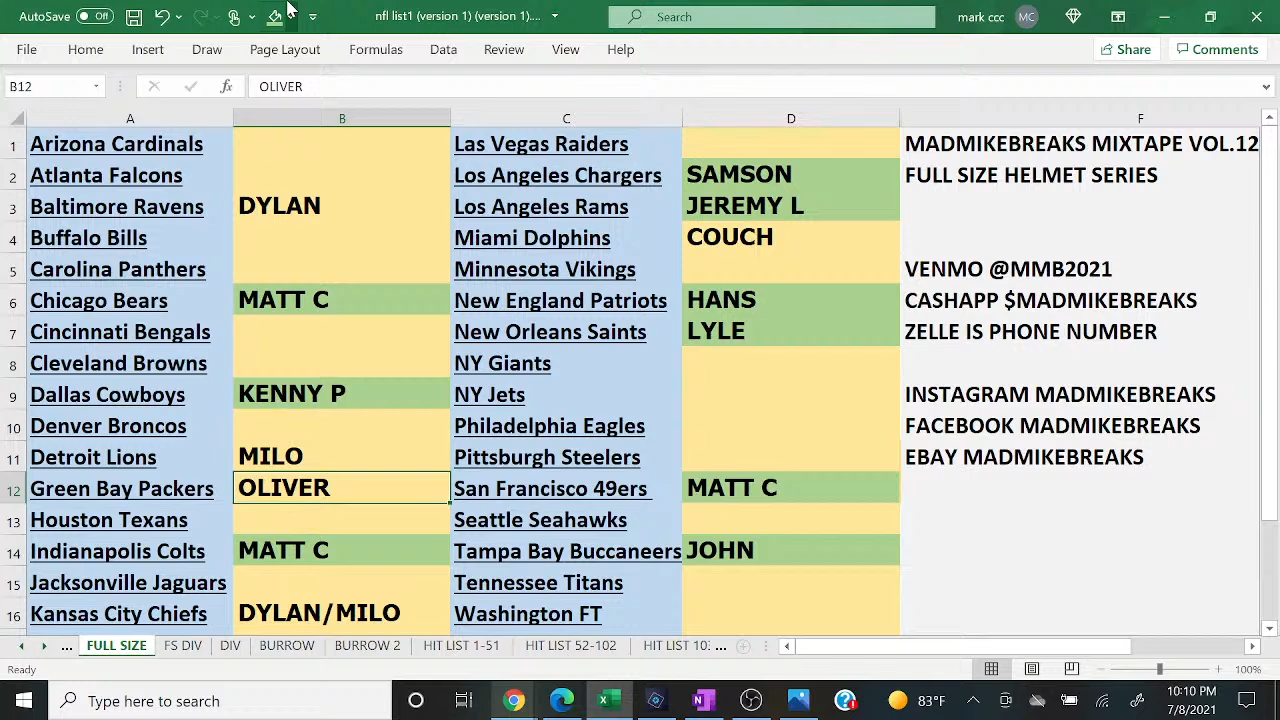 AutoSave Off nfl list1 (version 1) (version 1).... Search mark ccc MC
File Home Insert Draw Page Layout Formulas Data Review View Help Share Comments
B12 fx OLIVER
A B C D F
1 Arizona Cardinals Las Vegas Raiders MADMIKEBREAKS MIXTAPE VOL.12
2 Atlanta Falcons Los Angeles Chargers SAMSON FULL SIZE HELMET SERIES
3 Baltimore Ravens DYLAN Los Angeles Rams JEREMY L
4 Buffalo Bills Miami Dolphins COUCH
5 Carolina Panthers Minnesota Vikings VENMO @MMB2021
6 Chicago Bears MATT C New England Patriots HANS CASHAPP $MADMIKEBREAKS
7 Cincinnati Bengals New Orleans Saints LYLE ZELLE IS PHONE NUMBER
8 Cleveland Browns NY Giants
9 Dallas Cowboys KENNY P NY Jets INSTAGRAM MADMIKEBREAKS
10 Denver Broncos Philadelphia Eagles FACEBOOK MADMIKEBREAKS
11 Detroit Lions MILO Pittsburgh Steelers EBAY MADMIKEBREAKS
12 Green Bay Packers OLIVER San Francisco 49ers MATT C
13 Houston Texans Seattle Seahawks
14 Indianapolis Colts MATT C Tampa Bay Buccaneers JOHN
15 Jacksonville Jaguars Tennessee Titans
16 Kansas City Chiefs DYLAN/MILO Washington FT
... FULL SIZE FS DIV DIV BURROW BURROW 2 HIT LIST 1-51 HIT LIST 52-102 HIT LIST 10 ...
Ready 100%
Type here to search 83°F 10:10 PM
7/8/2021